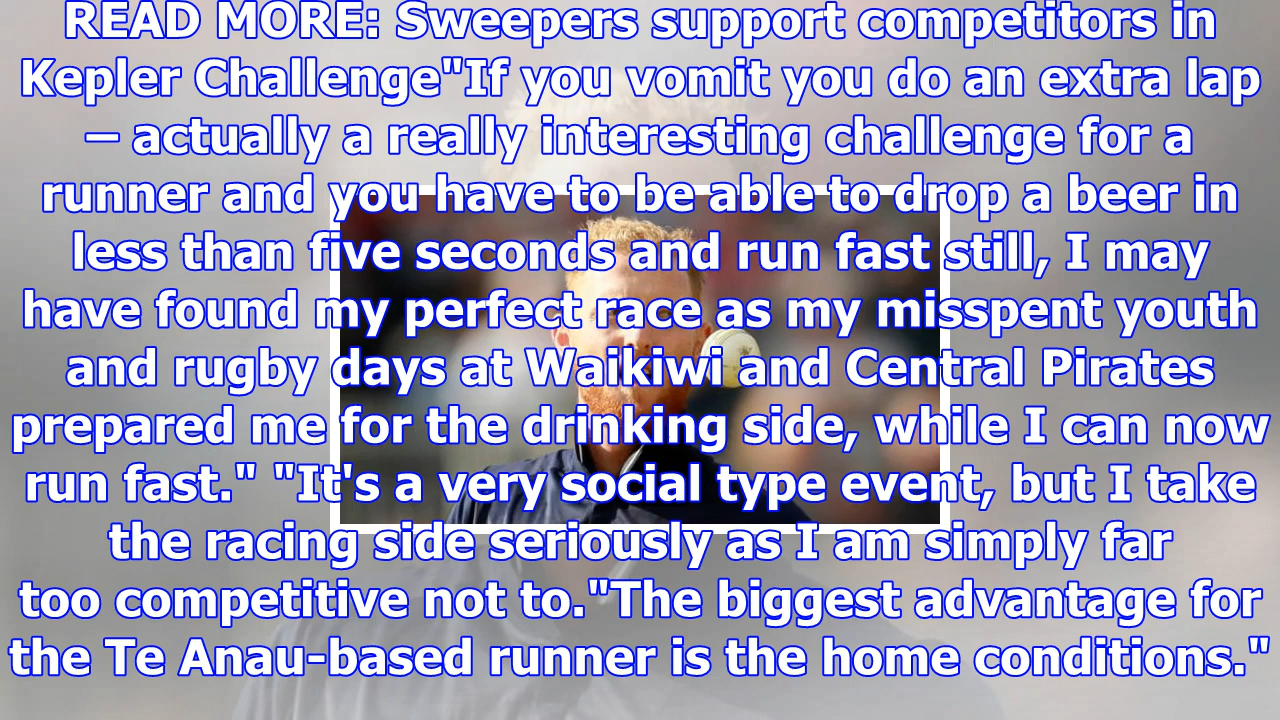 READ MORE: Sweepers support competitors in
Kepler Challenge"If you vomit you do an extra lap
– actually a really interesting challenge for a
runner and you have to be able to drop a beer in
less than five seconds and run fast still, I may
have found my perfect race as my misspent youth
and rugby days at Waikiwi and Central Pirates
prepared me for the drinking side, while I can now
run fast." "It's a very social type event, but I take
the racing side seriously as I am simply far
too competitive not to."The biggest advantage for
the Te Anau-based runner is the home conditions."